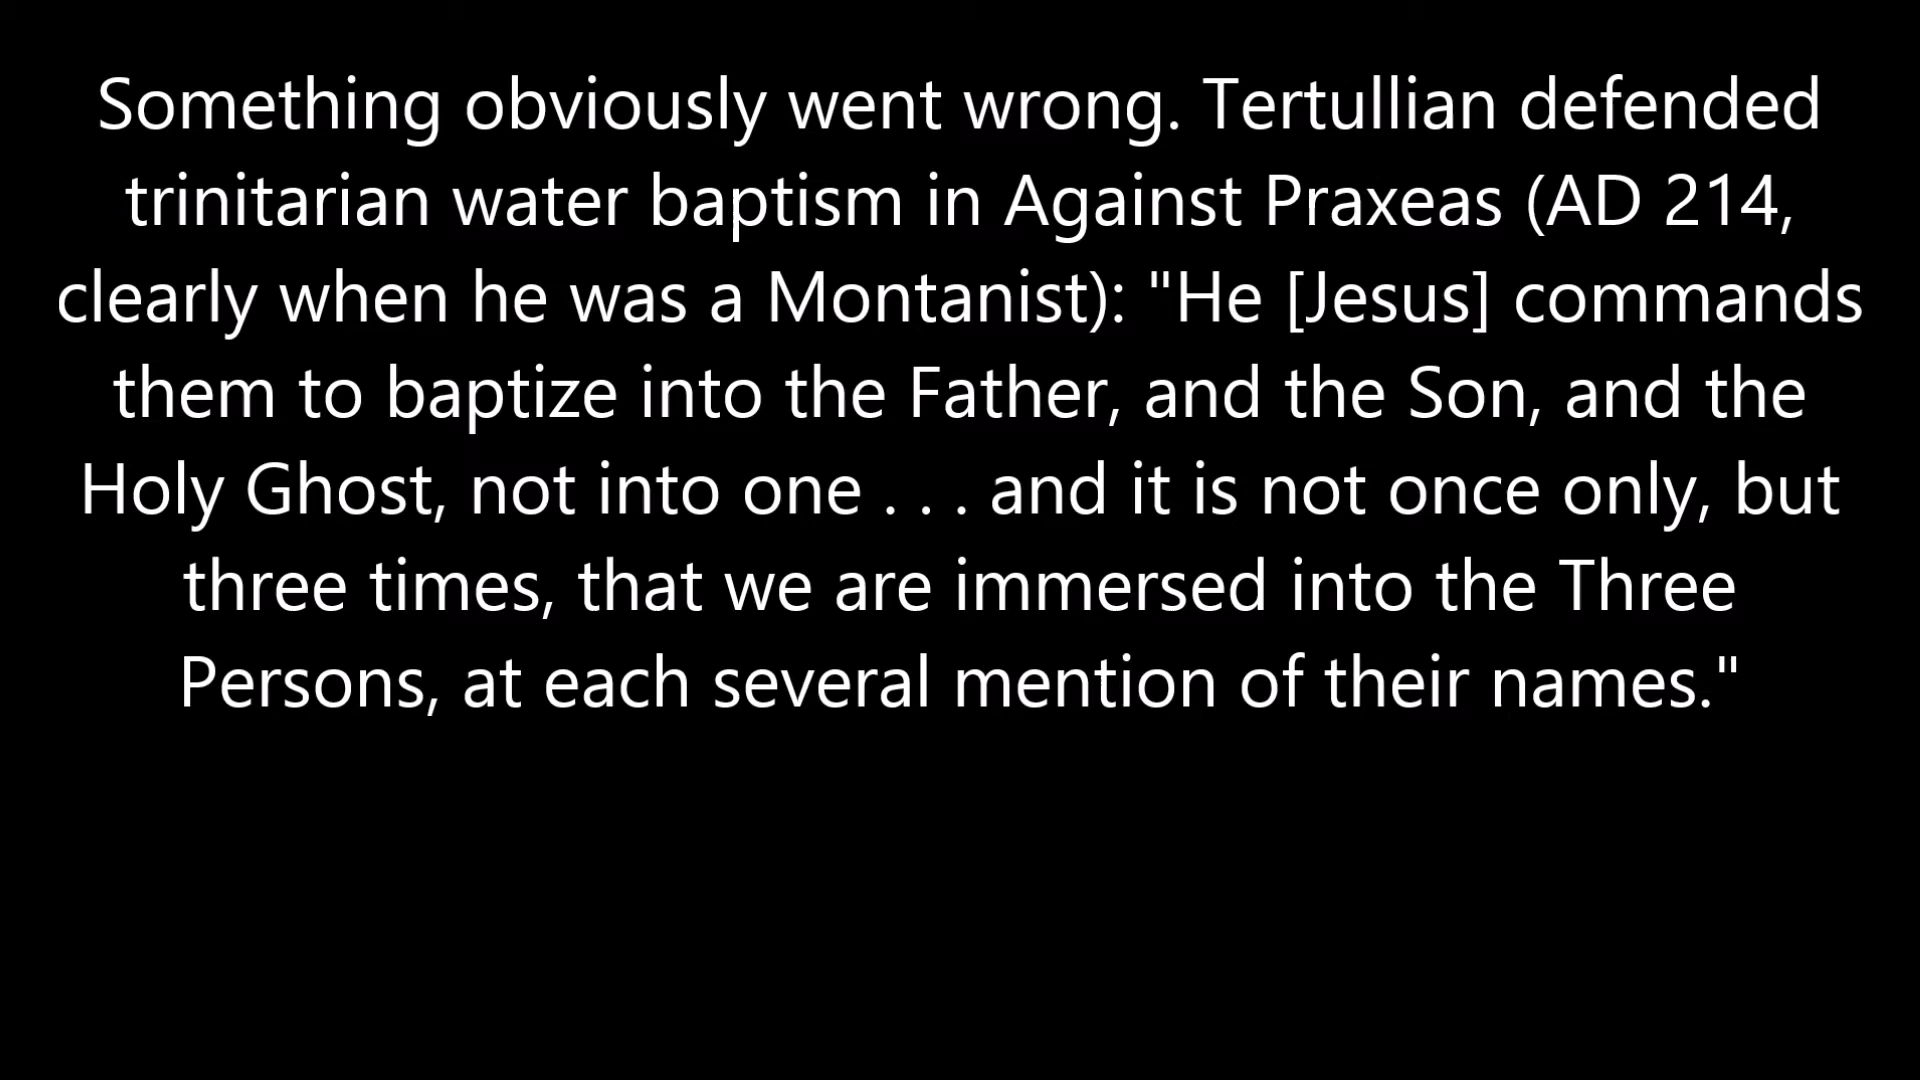 Something obviously went wrong. Tertullian defended
trinitarian water baptism in Against Praxeas (AD 214,
clearly when he was a Montanist): "He [Jesus] commands
them to baptize into the Father, and the Son, and the
Holy Ghost, not into one . . . and it is not once only, but
three times, that we are immersed into the Three
Persons, at each several mention of their names."